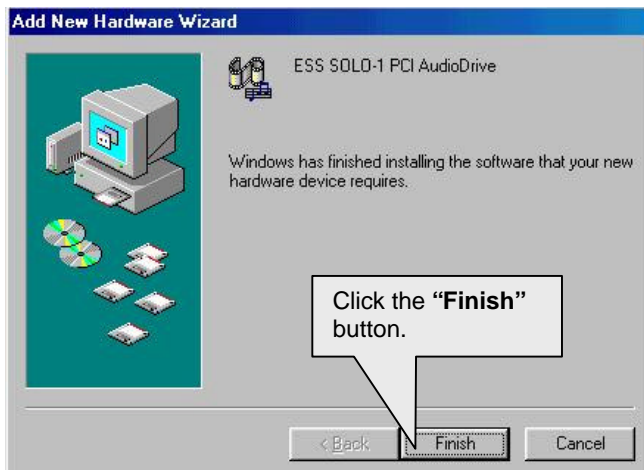 Add New Hardware Wizard
ESS SOLO-1 PCI AudioDrive
Windows has finished installing the software that your new
hardware device requires.
Click the “Finish”
button.
< Back
Finish
Cancel